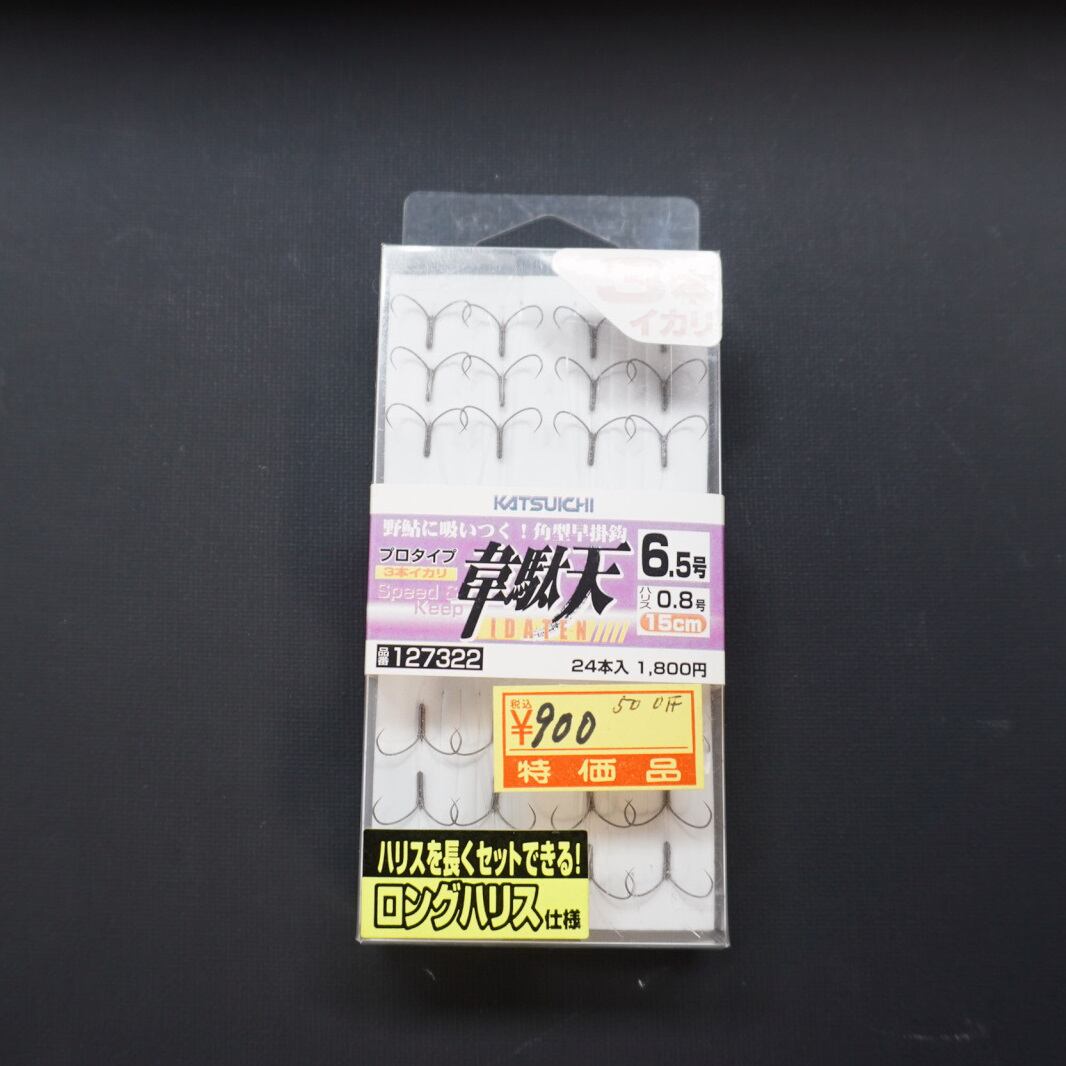 3本
イカリ
KATSUICHI
野鮎に吸いつく！角型早掛鈎
プロタイプ
3本イカリ
Speed &
Keep
韋駄天
IDATEN
6.5号
ハリス 0.8号
15cm
品番 127322
24本入 1,800円
税込
¥900
50 OFF
特価品
ハリスを長くセットできる！
ロングハリス仕様